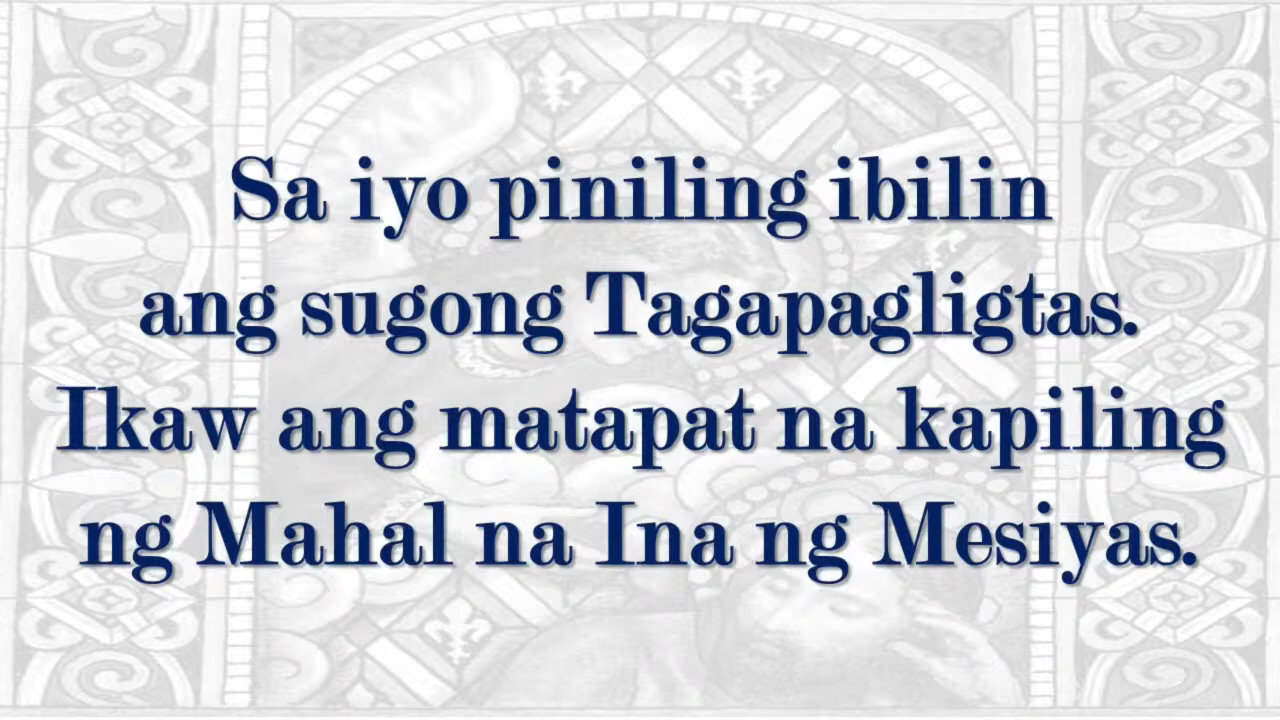 Sa iyo piniling ibilin
ang sugong Tagapagligtas.
Ikaw ang matapat na kapiling
ng Mahal na Ina ng Mesiyas.